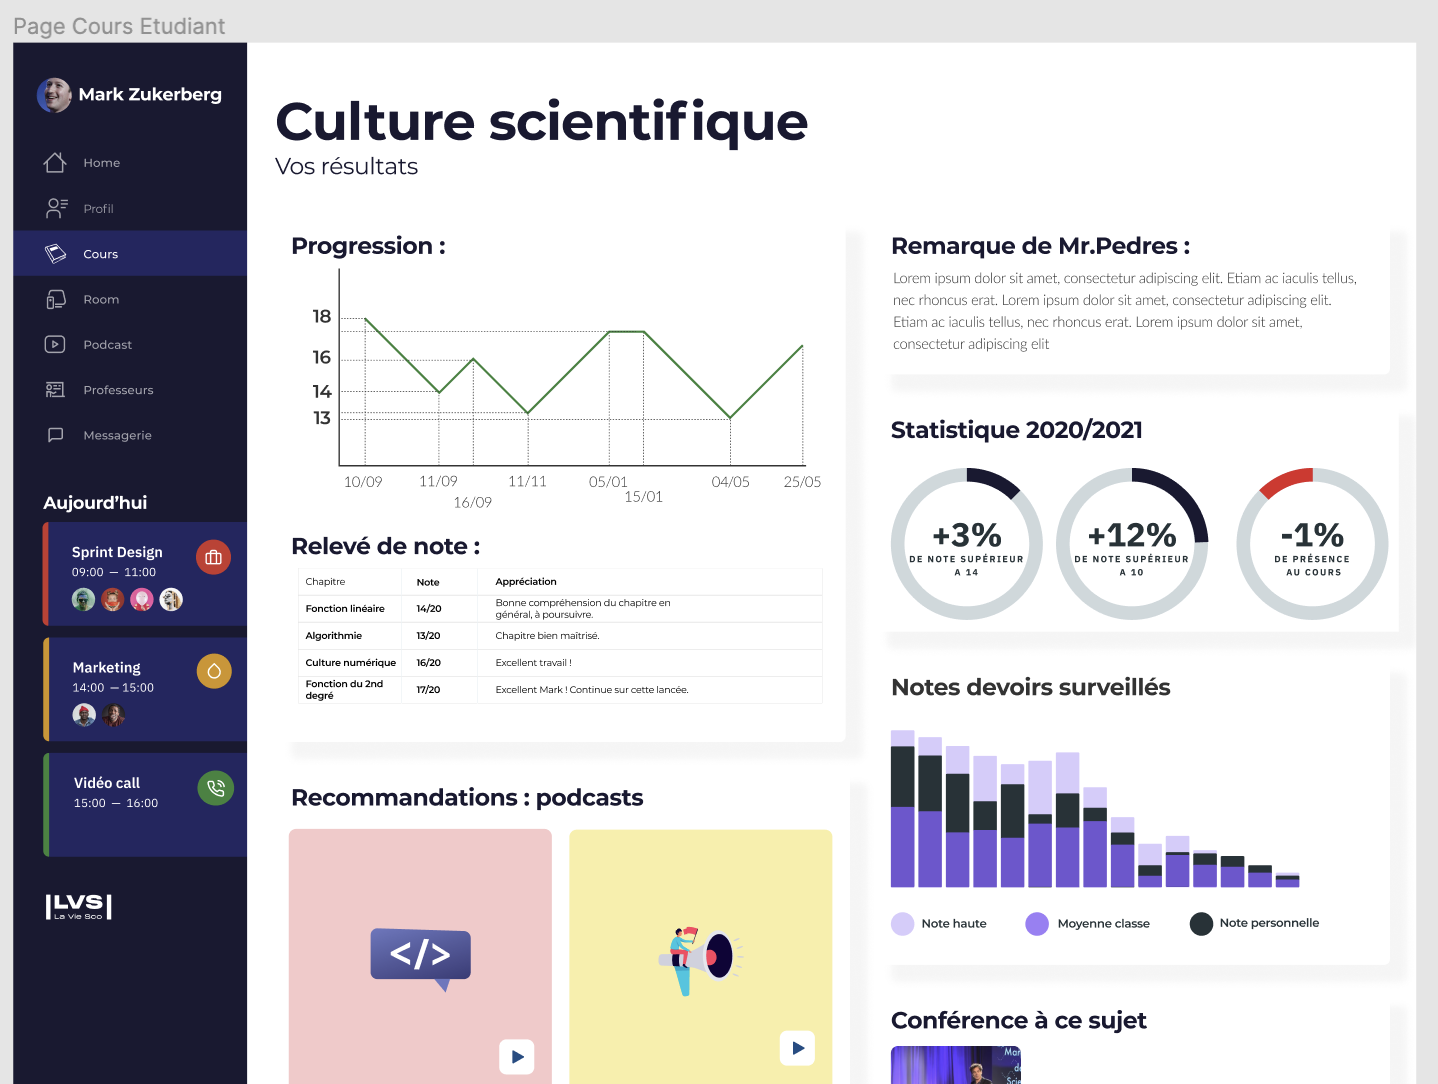 Page Cours Etudiant
Mark Zukerberg
Home
Profil
Cours
Room
Podcast
Professeurs
Messagerie
Aujourd’hui
Sprint Design
09:00 — 11:00
Marketing
14:00 — 15:00
Vidéo call
15:00 — 16:00
LVS
La Vie Sco
Culture scientifique
Vos résultats
Progression :
18
16
14
13
10/09
11/09
16/09
11/11
05/01
15/01
04/05
25/05
Relevé de note :
Chapitre Note Appréciation
Fonction linéaire 14/20 Bonne compréhension du chapitre en
général, à poursuivre.
Algorithmie 13/20 Chapitre bien maîtrisé.
Culture numérique 16/20 Excellent travail !
Fonction du 2nd
degré 17/20 Excellent Mark ! Continue sur cette lancée.
Recommandations : podcasts
</>
Remarque de Mr.Pedres :
Lorem ipsum dolor sit amet, consectetur adipiscing elit. Etiam ac iaculis tellus,
nec rhoncus erat. Lorem ipsum dolor sit amet, consectetur adipiscing elit.
Etiam ac iaculis tellus, nec rhoncus erat. Lorem ipsum dolor sit amet,
consectetur adipiscing elit
Statistique 2020/2021
+3%
DE NOTE SUPÉRIEUR
A 14
+12%
DE NOTE SUPÉRIEUR
A 10
-1%
DE PRÉSENCE
AU COURS
Notes devoirs surveillés
Note haute
Moyenne classe
Note personnelle
Conférence à ce sujet